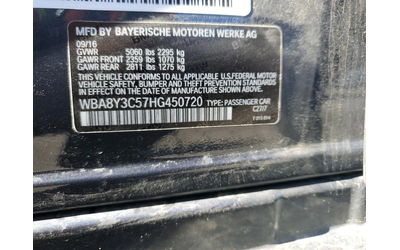 MFD BY BAYERISCHE MOTOREN WERKE AG
09/16
GVWR 5060 lbs 2295 kg
GAWR FRONT 2359 lbs 1070 kg
GAWR REAR 2811 lbs 1275 kg
THIS VEHICLE CONFORMS TO ALL APPLICABLE U.S. FEDERAL MOTOR VEHICLE
SAFETY, BUMPER AND THEFT PREVENTION STANDARDS IN EFFECT
ON THE DATE OF MANUFACTURE SHOWN ABOVE.
WBA8Y3C57HG450720 TYPE: PASSENGER CAR